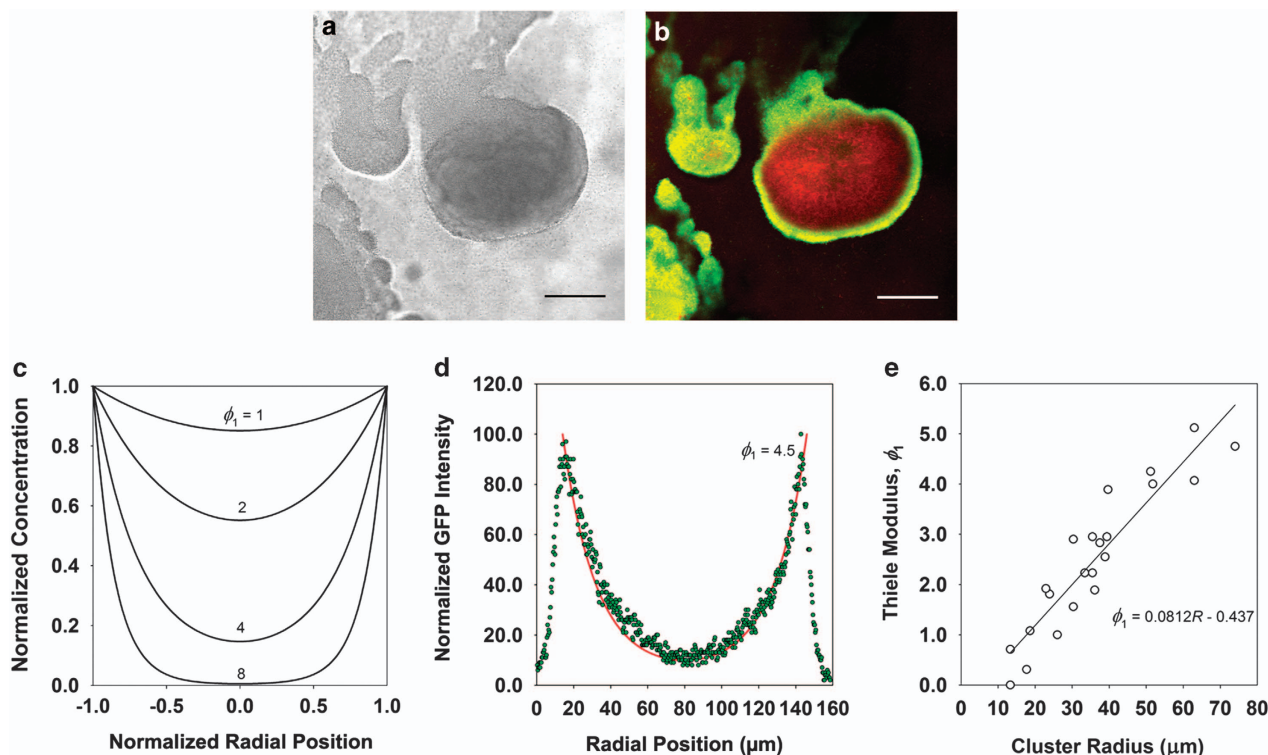 a
b
c
Normalized Concentration
1.0
0.8
0.6
0.4
0.2
0.0
ϕ₁ = 1
2
4
8
-1.0 -0.5 0.0 0.5 1.0
Normalized Radial Position
d
Normalized GFP Intensity
120.0
100.0
80.0
60.0
40.0
20.0
0.0
ϕ₁ = 4.5
0 20 40 60 80 100 120 140 160
Radial Position (µm)
e
Thiele Modulus, ϕ₁
6.0
5.0
4.0
3.0
2.0
1.0
0.0
ϕ₁ = 0.0812R - 0.437
0 10 20 30 40 50 60 70 80
Cluster Radius (µm)